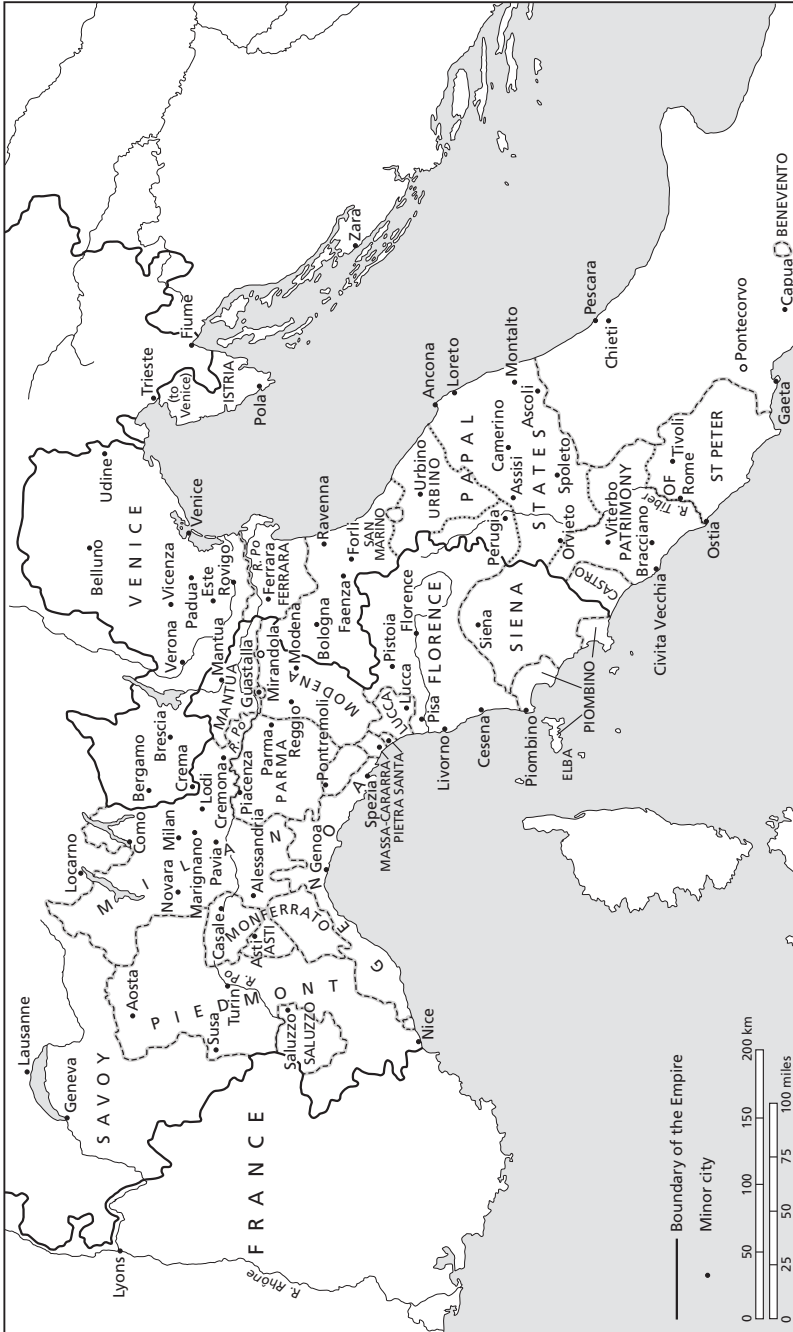 Lausanne
Geneva
SAVOY
Lyons
FRANCE
R. Rhône
Locarno
Como
Bergamo
Brescia
Crema
Milan
Novara
Marignano
Lodi
Pavia
MILAN
Cremona
Piacenza
Aosta
PIEDMONT
Susa
Turin
R. Po
Casale
MONFERRATO
Asti
ASTI
Alessandria
Saluzzo
SALUZZO
Nice
GENOA
Genoa
Belluno
Udine
VENICE
Vicenza
Verona
Padua
Este
Rovigo
Venice
Trieste
(to
Venice)
ISTRIA
Pola
Fiume
Zara
Mantua
MANTUA
R. Po
Guastalla
Mirandola
R. Po
Ferrara
FERRARA
Parma
PARMA
Reggio
Modena
MODENA
Pontremoli
Spezia
MASSA-CARARRA
PIETRA SANTA
Bologna
Ravenna
Forli
Faenza
SAN
MARINO
LUCCA
Lucca
Pistoia
Florence
FLORENCE
Pisa
Livorno
Cesena
Siena
SIENA
Piombino
PIOMBINO
ELBA
Urbino
URBINO
Ancona
Loreto
PAPAL
STATES
Camerino
Montalto
Ascoli
Assisi
Perugia
Spoleto
Orvieto
CASTRO
Viterbo
PATRIMONY
OF
ST PETER
Bracciano
Civita Vecchia
R. Tiber
Tivoli
Rome
Ostia
Pescara
Chieti
Pontecorvo
Gaeta
Capua
BENEVENTO
Boundary of the Empire
Minor city
0 50 100 150 200 km
0 25 50 75 100 miles